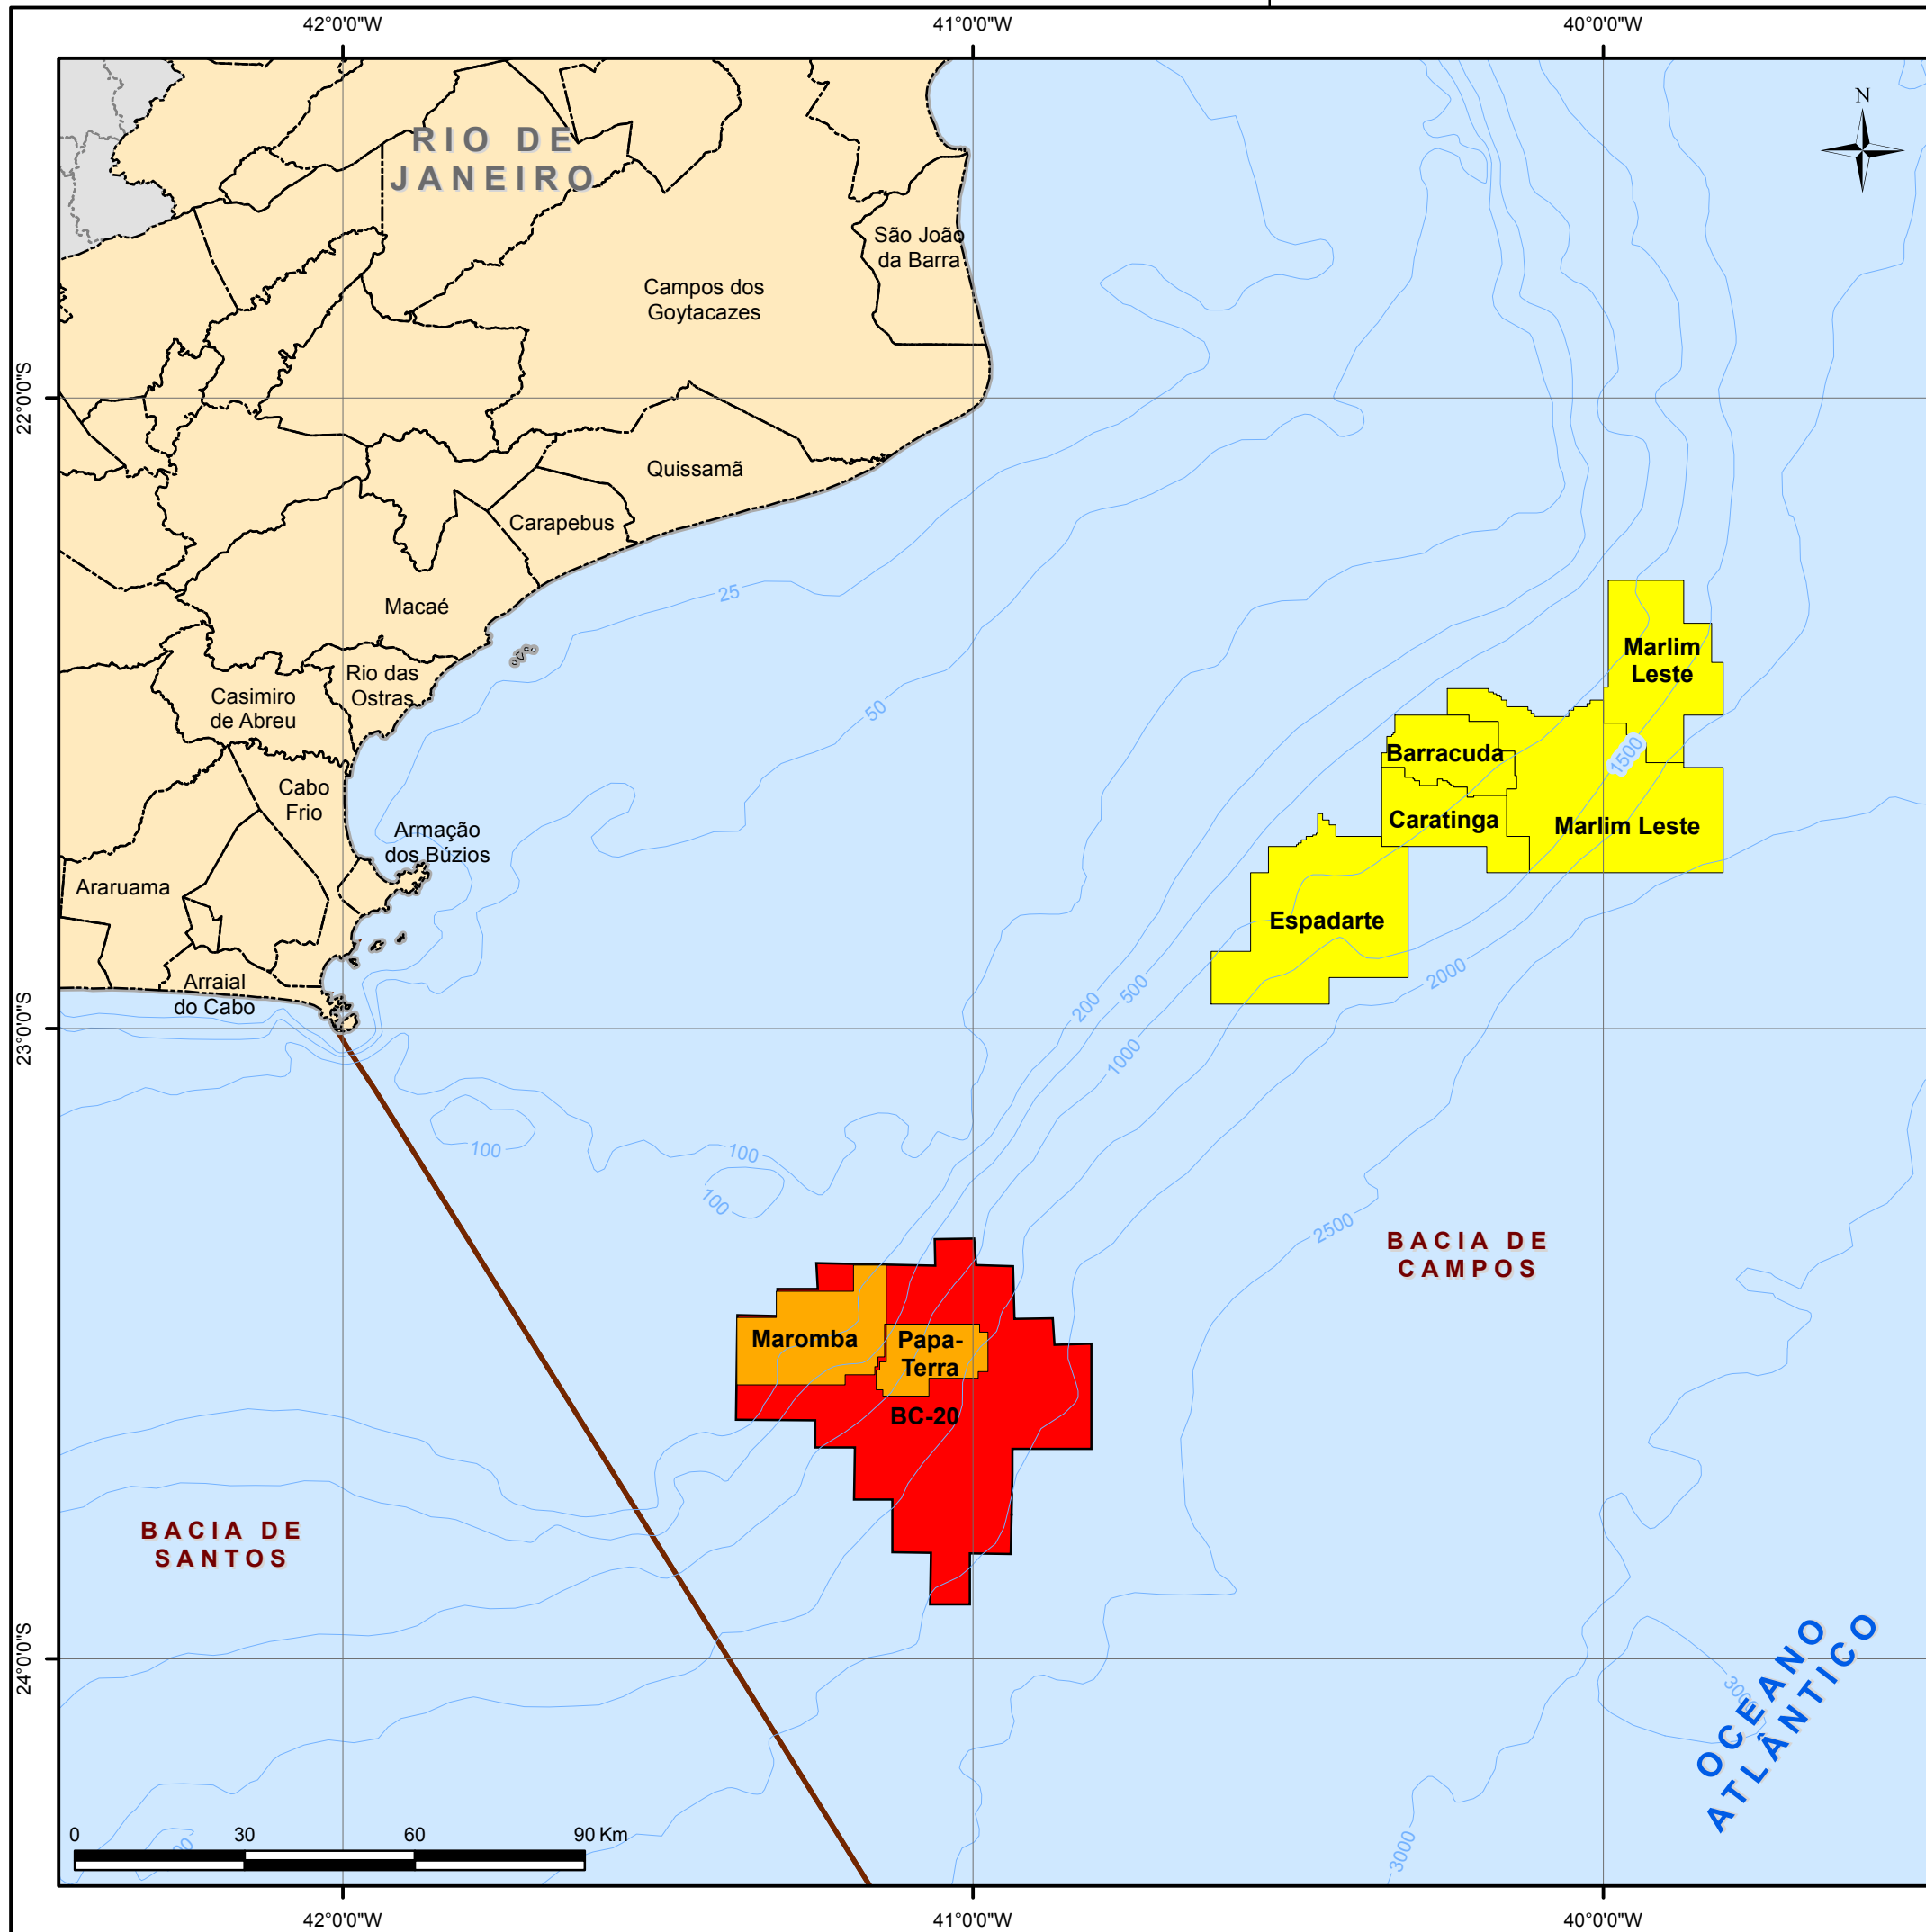 42°0'0"W
41°0'0"W
40°0'0"W
N
RIO DE
JANEIRO
São João
da Barra
Campos dos
Goytacazes
22°0'0"S
Quissamã
Carapebus
25
Macaé
Marlim
Leste
Rio das
Ostras
Casimiro
de Abreu
50
Barracuda
1500
Cabo
Frio
Caratinga
Marlim Leste
Armação
dos Búzios
Araruama
Espadarte
2000
Arraial
do Cabo
200
500
23°0'0"S
1000
100
100
100
2500
BACIA DE
CAMPOS
Maromba
Papa-
Terra
BC-20
BACIA DE
SANTOS
24°0'0"S
3000
OCEANO
ATLÂNTICO
0
30
60
90 Km
3000
42°0'0"W
41°0'0"W
40°0'0"W